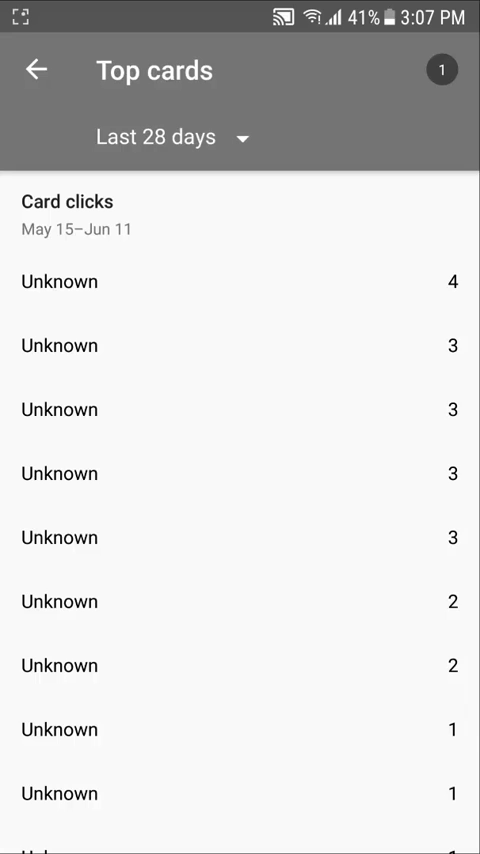 41% 3:07 PM
Top cards
1
Last 28 days
Card clicks
May 15–Jun 11
Unknown 4
Unknown 3
Unknown 3
Unknown 3
Unknown 3
Unknown 2
Unknown 2
Unknown 1
Unknown 1